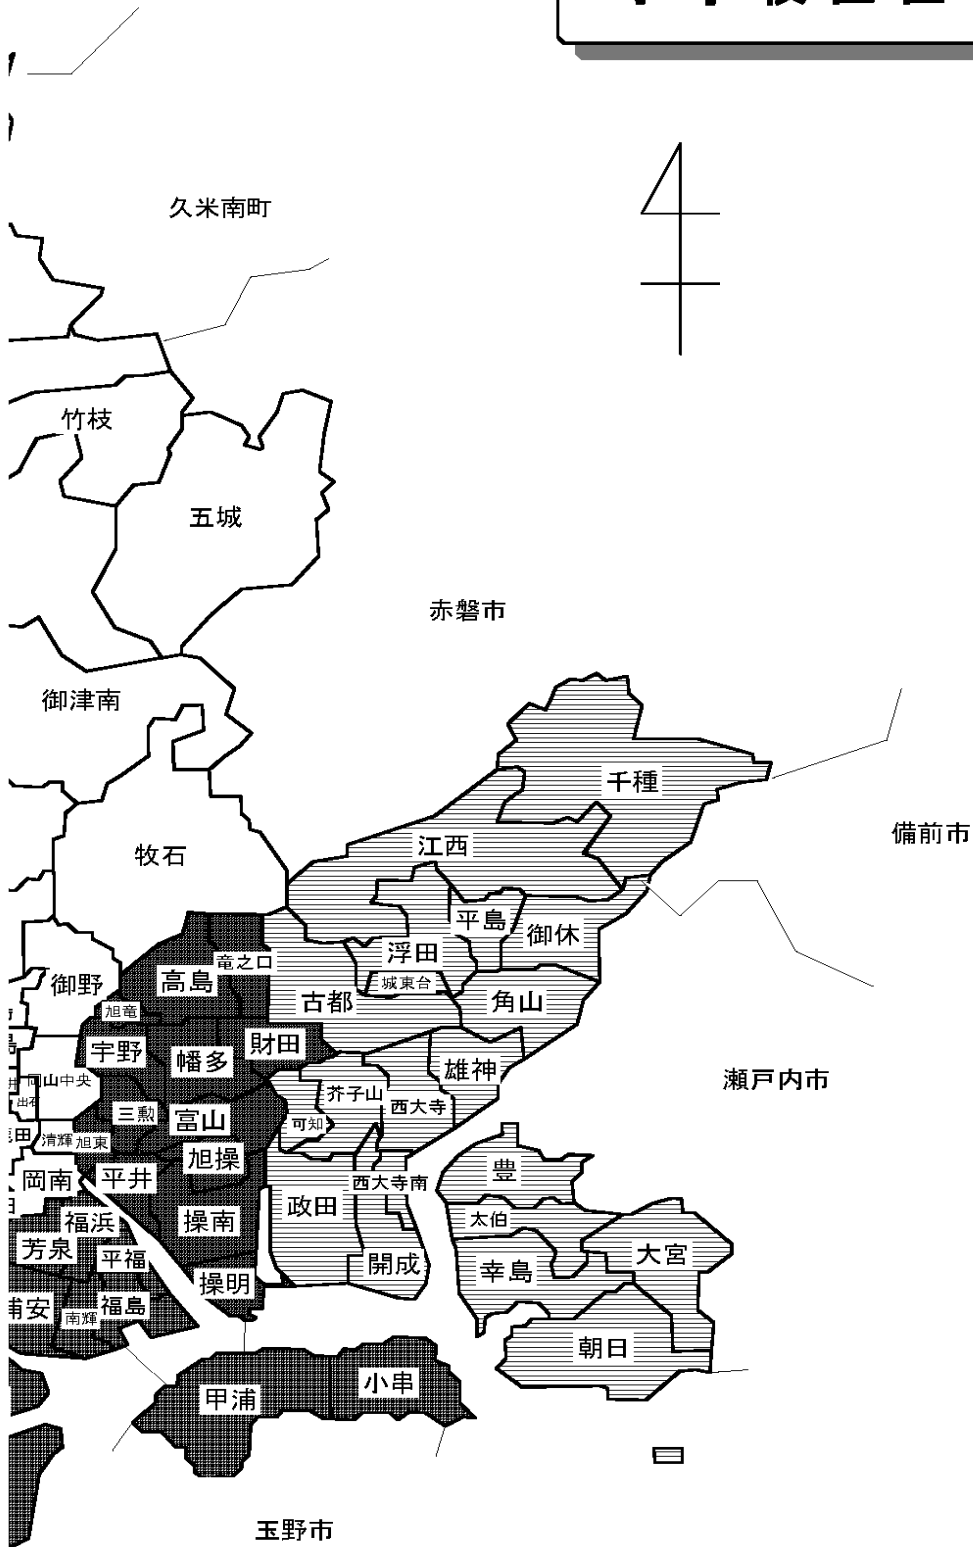 久米南町
竹枝
五城
赤磐市
御津南
千種
備前市
江西
牧石
平島
御休
浮田
竜之口
高島
城東台
御野
古都
角山
旭竜
財田
宇野
幡多
雄神
瀬戸内市
岡山中央
芥子山
出石
西大寺
三勲
富山
可知
清輝
旭東
旭操
豊
岡南
平井
西大寺南
政田
福浜
操南
太伯
芳泉
平福
大宮
開成
幸島
操明
福島
南輝
朝日
小串
甲浦
玉野市